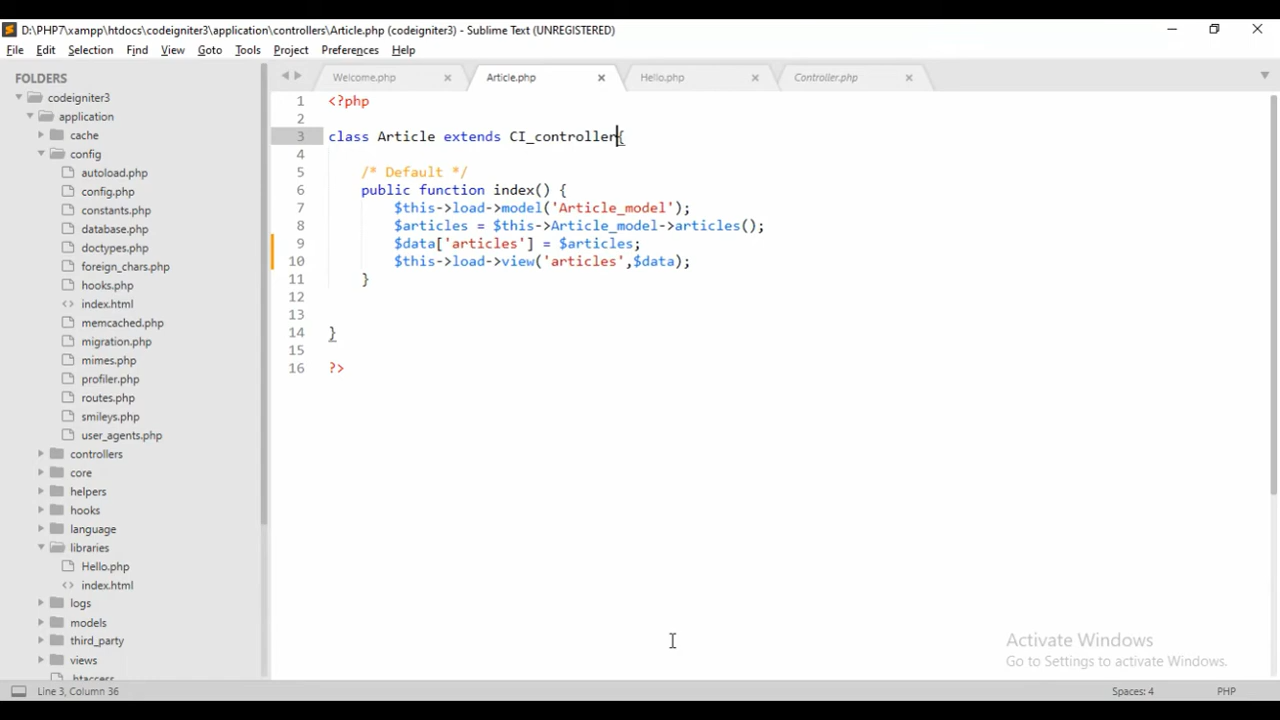 D:\PHP7\xampp\htdocs\codeigniter3\application\controllers\Article.php (codeigniter3) - Sublime Text (UNREGISTERED)
File Edit Selection Find View Goto Tools Project Preferences Help
FOLDERS
codeigniter3
application
cache
config
autoload.php
config.php
constants.php
database.php
doctypes.php
foreign_chars.php
hooks.php
index.html
memcached.php
migration.php
mimes.php
profiler.php
routes.php
smileys.php
user_agents.php
controllers
core
helpers
hooks
language
libraries
Hello.php
index.html
logs
models
third_party
views
.htaccess
Welcome.php Article.php Hello.php Controller.php
1 <?php
2
3 class Article extends CI_controller{
4
5 /* Default */
6 public function index() {
7 $this->load->model('Article_model');
8 $articles = $this->Article_model->articles();
9 $data['articles'] = $articles;
10 $this->load->view('articles',$data);
11 }
12
13
14 }
15
16 ?>
Activate Windows
Go to Settings to activate Windows.
Line 3, Column 36 Spaces: 4 PHP